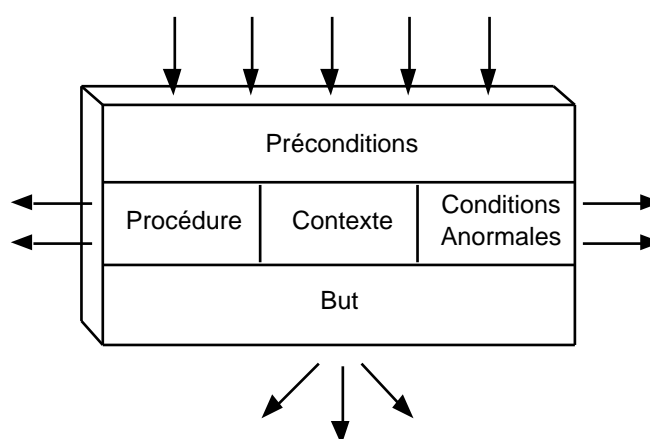 Préconditions
Procédure
Contexte
Conditions
Anormales
But